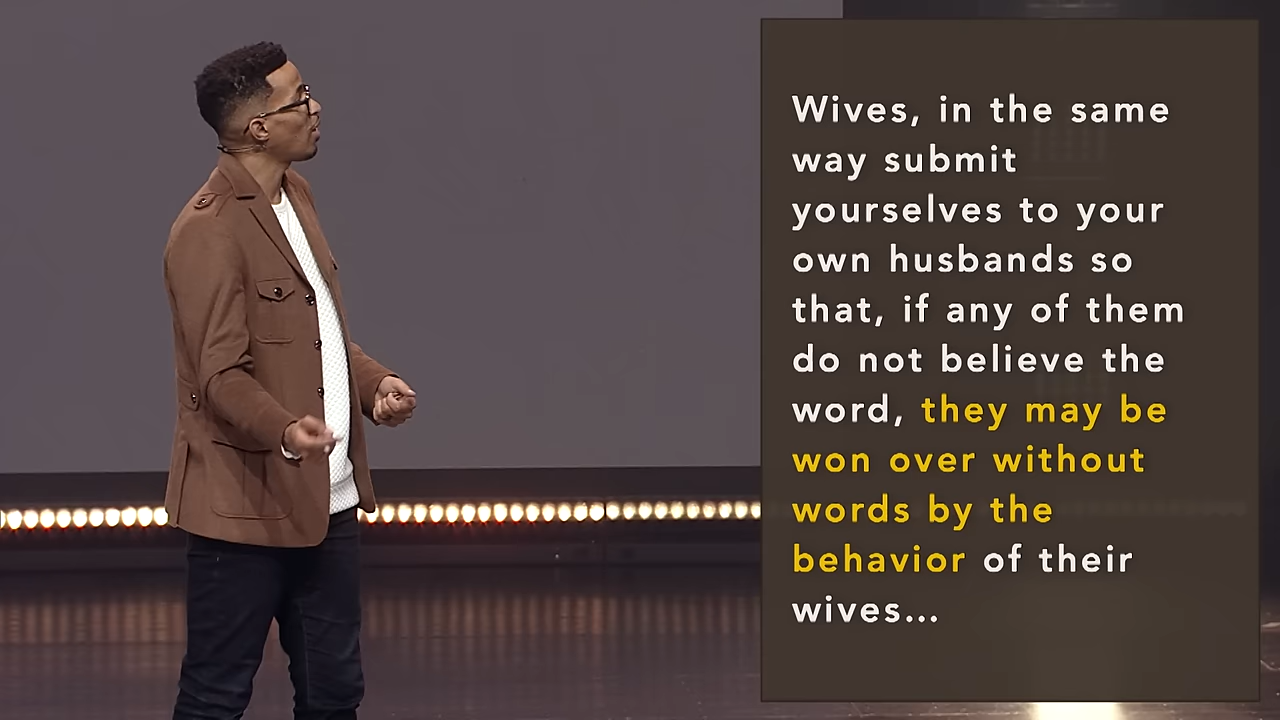 Wives, in the same
way submit
yourselves to your
own husbands so
that, if any of them
do not believe the
word, they may be
won over without
words by the
behavior of their
wives...